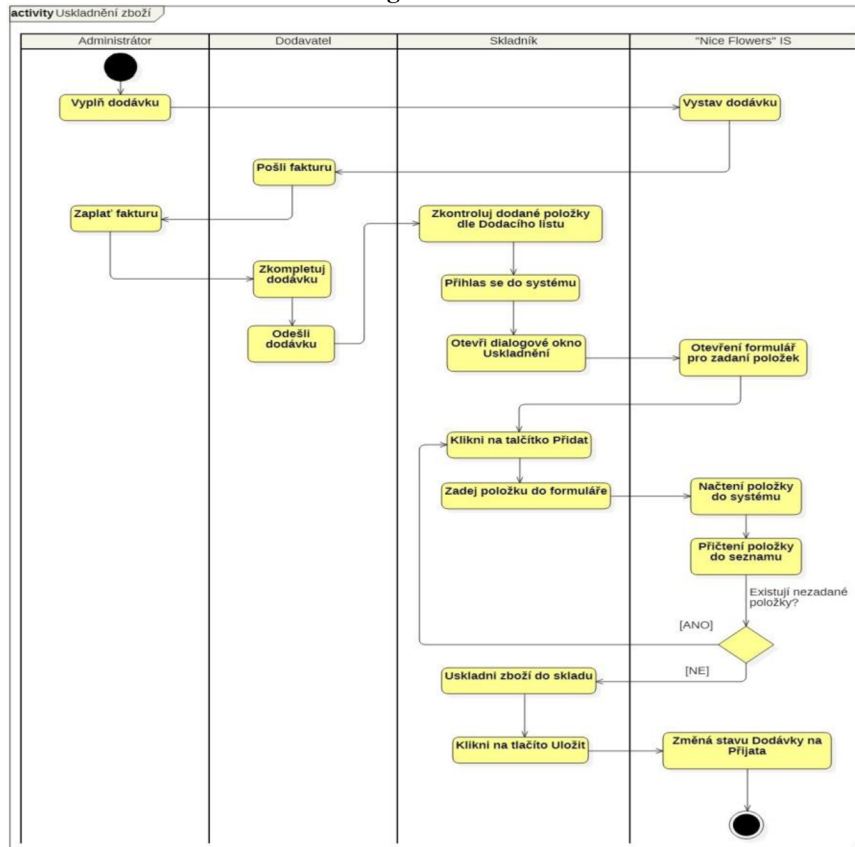 activity Uskladnění zboží
Administrátor
Dodavatel
Skladník
"Nice Flowers" IS
Vyplň dodávku
Vystav dodávku
Pošli fakturu
Zaplať fakturu
Zkontroluj dodané položky
dle Dodacího listu
Zkompletuj
dodávku
Přihlas se do systému
Odešli
dodávku
Otevři dialogové okno
Uskladnění
Otevření formulář
pro zadaní položek
Klikni na talčítko Přidat
Zadej položku do formuláře
Načtení položky
do systému
Přičtení položky
do seznamu
Existují nezadané
položky?
[ANO]
[NE]
Uskladni zboží do skladu
Klikni na tlačíto Uložit
Změná stavu Dodávky na
Přijata